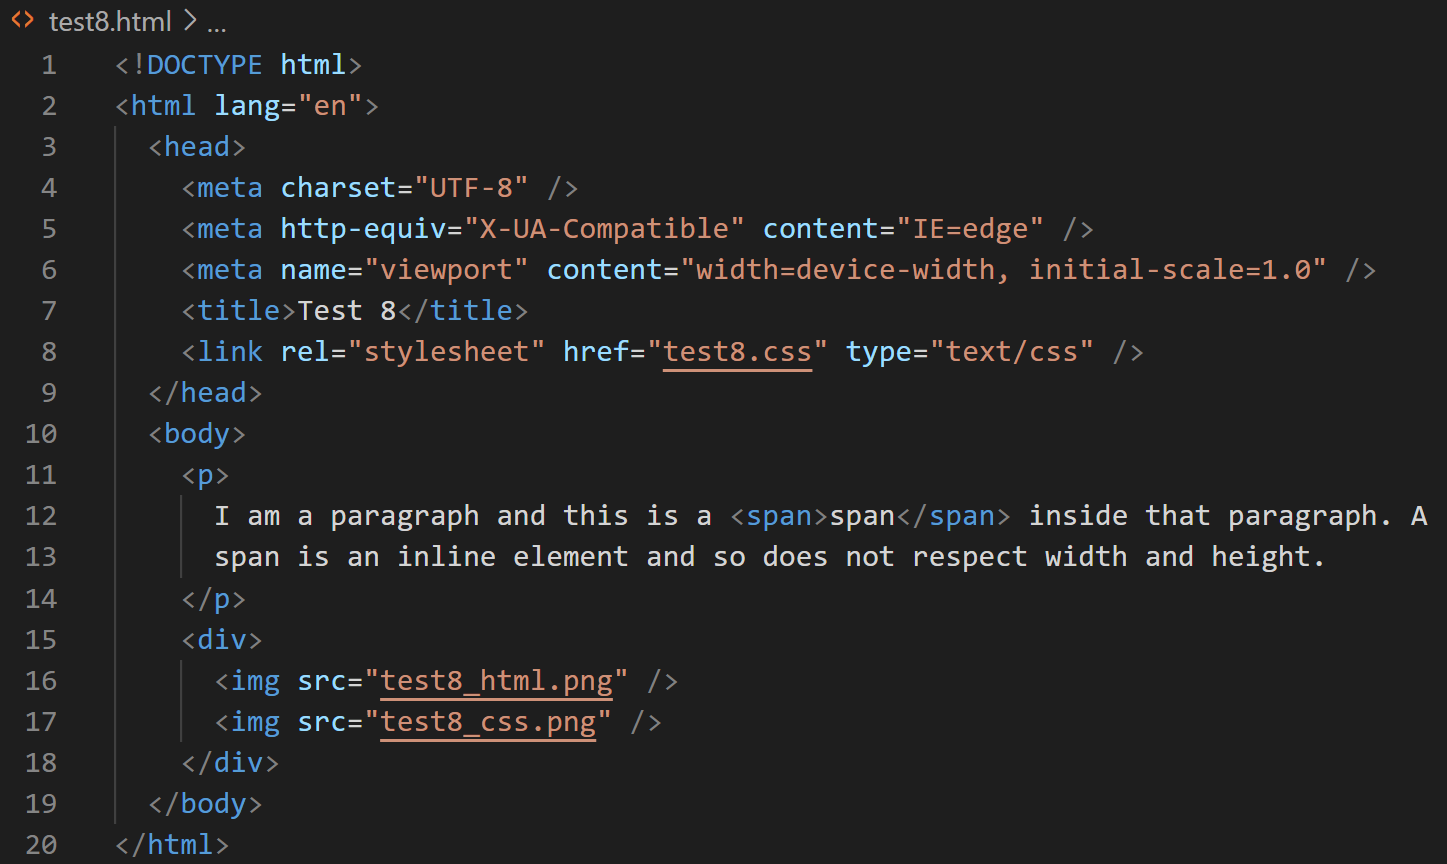 test8.html > ...
1 <!DOCTYPE html>
2 <html lang="en">
3 <head>
4 <meta charset="UTF-8" />
5 <meta http-equiv="X-UA-Compatible" content="IE=edge" />
6 <meta name="viewport" content="width=device-width, initial-scale=1.0" />
7 <title>Test 8</title>
8 <link rel="stylesheet" href="test8.css" type="text/css" />
9 </head>
10 <body>
11 <p>
12 I am a paragraph and this is a <span>span</span> inside that paragraph. A
13 span is an inline element and so does not respect width and height.
14 </p>
15 <div>
16 <img src="test8_html.png" />
17 <img src="test8_css.png" />
18 </div>
19 </body>
20 </html>